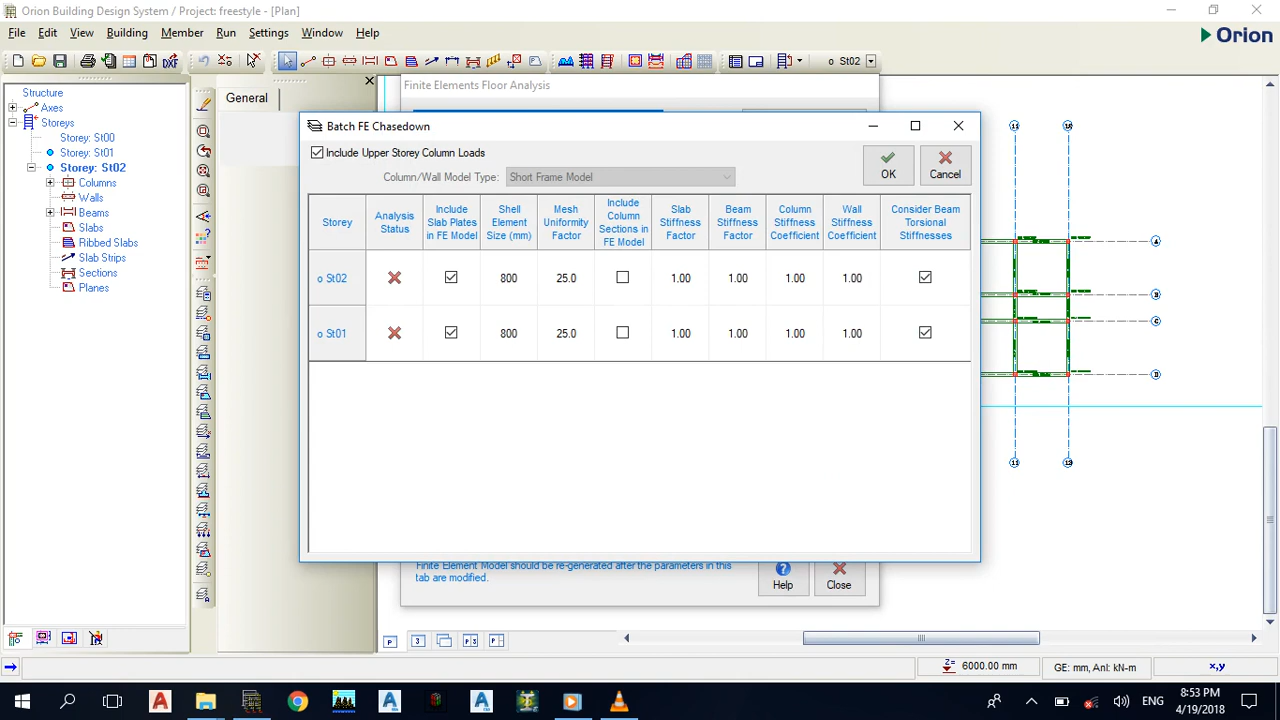 Orion Building Design System / Project: freestyle - [Plan]
File Edit View Building Member Run Settings Window Help
Orion
DXF
o St02
Structure
Axes
Storeys
Storey: St00
Storey: St01
Storey: St02
Columns
Walls
Beams
Slabs
Ribbed Slabs
Slab Strips
Sections
Planes
General
Finite Elements Floor Analysis
Batch FE Chasedown
Include Upper Storey Column Loads
Column/Wall Model Type: Short Frame Model
OK
Cancel
Storey
Analysis Status
Include Slab Plates in FE Model
Shell Element Size (mm)
Mesh Uniformity Factor
Include Column Sections in FE Model
Slab Stiffness Factor
Beam Stiffness Factor
Column Stiffness Coefficient
Wall Stiffness Coefficient
Consider Beam Torsional Stiffnesses
o St02 800 25.0 1.00 1.00 1.00 1.00
o St01 800 25.0 1.00 1.00 1.00 1.00
Finite Element Model should be re-generated after the parameters in this
tab are modified.
Help
Close
11
A
B
C
D
11
Z= 6000.00 mm
GE: mm, Anl: kN-m
x,y
ENG
8:53 PM
4/19/2018